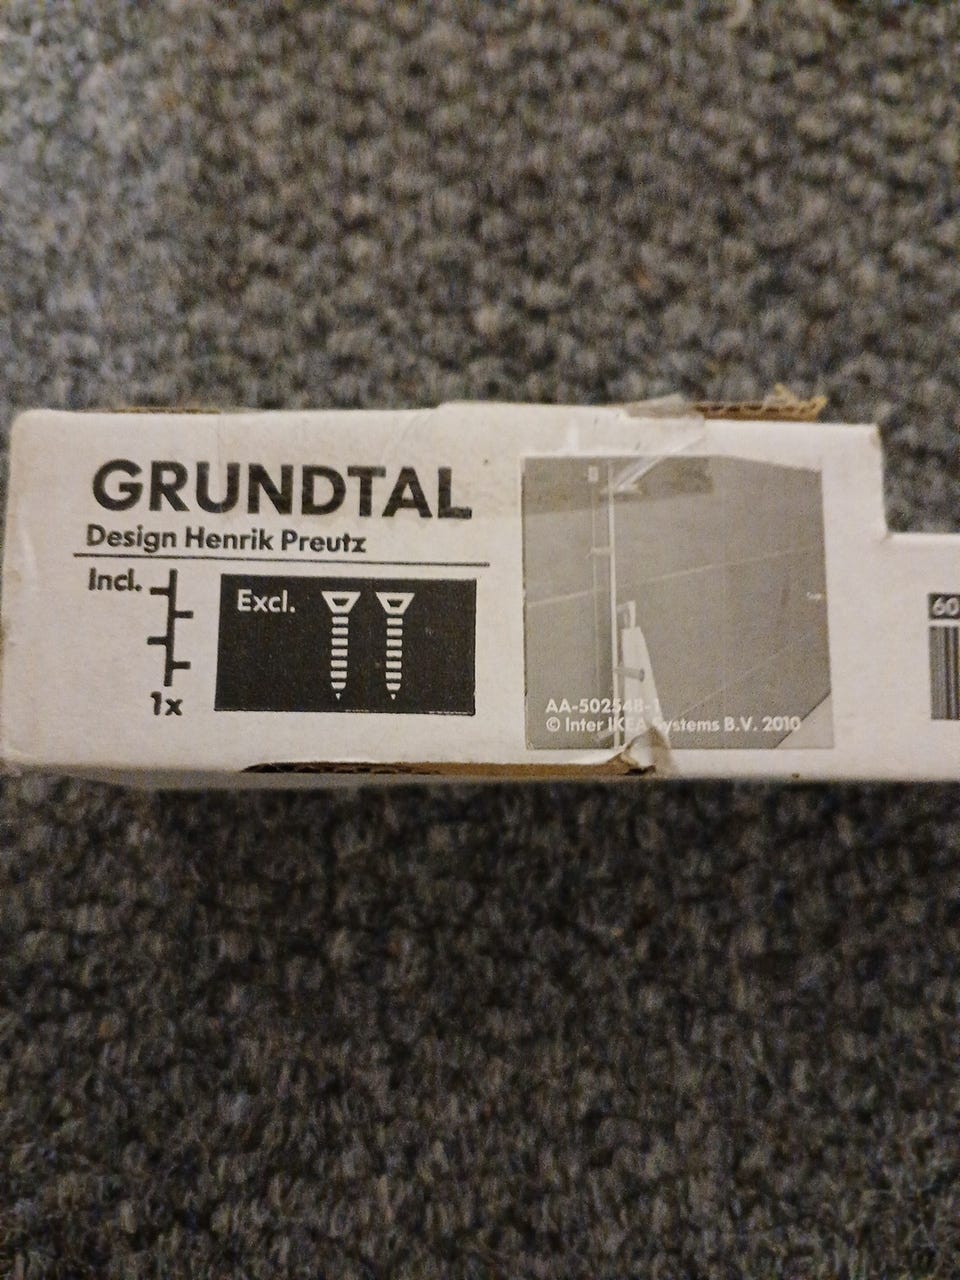 GRUNDTAL
Design Henrik Preutz
Incl.
Excl.
1x
AA-502548-1
© Inter IKEA Systems B.V. 2010
60